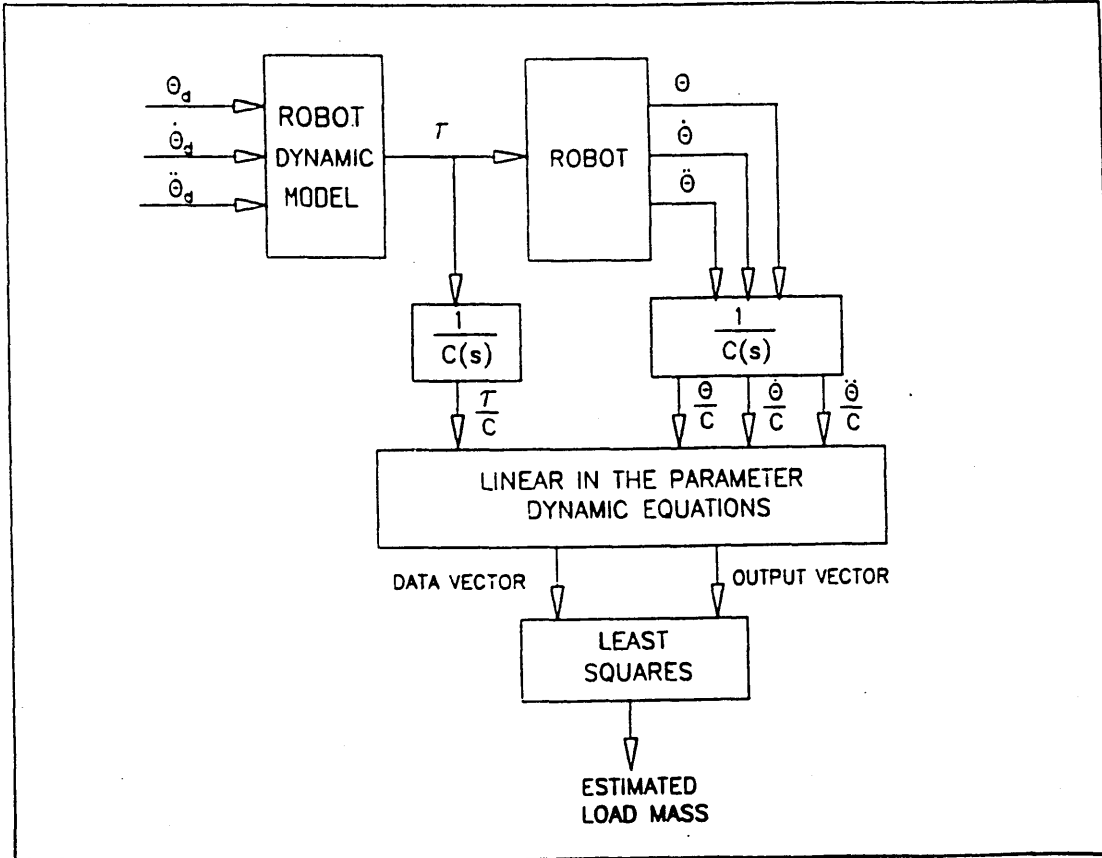 Θd
Θ̇d
Θ̈d
ROBOT
DYNAMIC
MODEL
τ
ROBOT
Θ
Θ̇
Θ̈
1
C(s)
1
C(s)
τ
C
Θ
C
Θ̇
C
Θ̈
C
LINEAR IN THE PARAMETER
DYNAMIC EQUATIONS
DATA VECTOR
OUTPUT VECTOR
LEAST
SQUARES
ESTIMATED
LOAD MASS